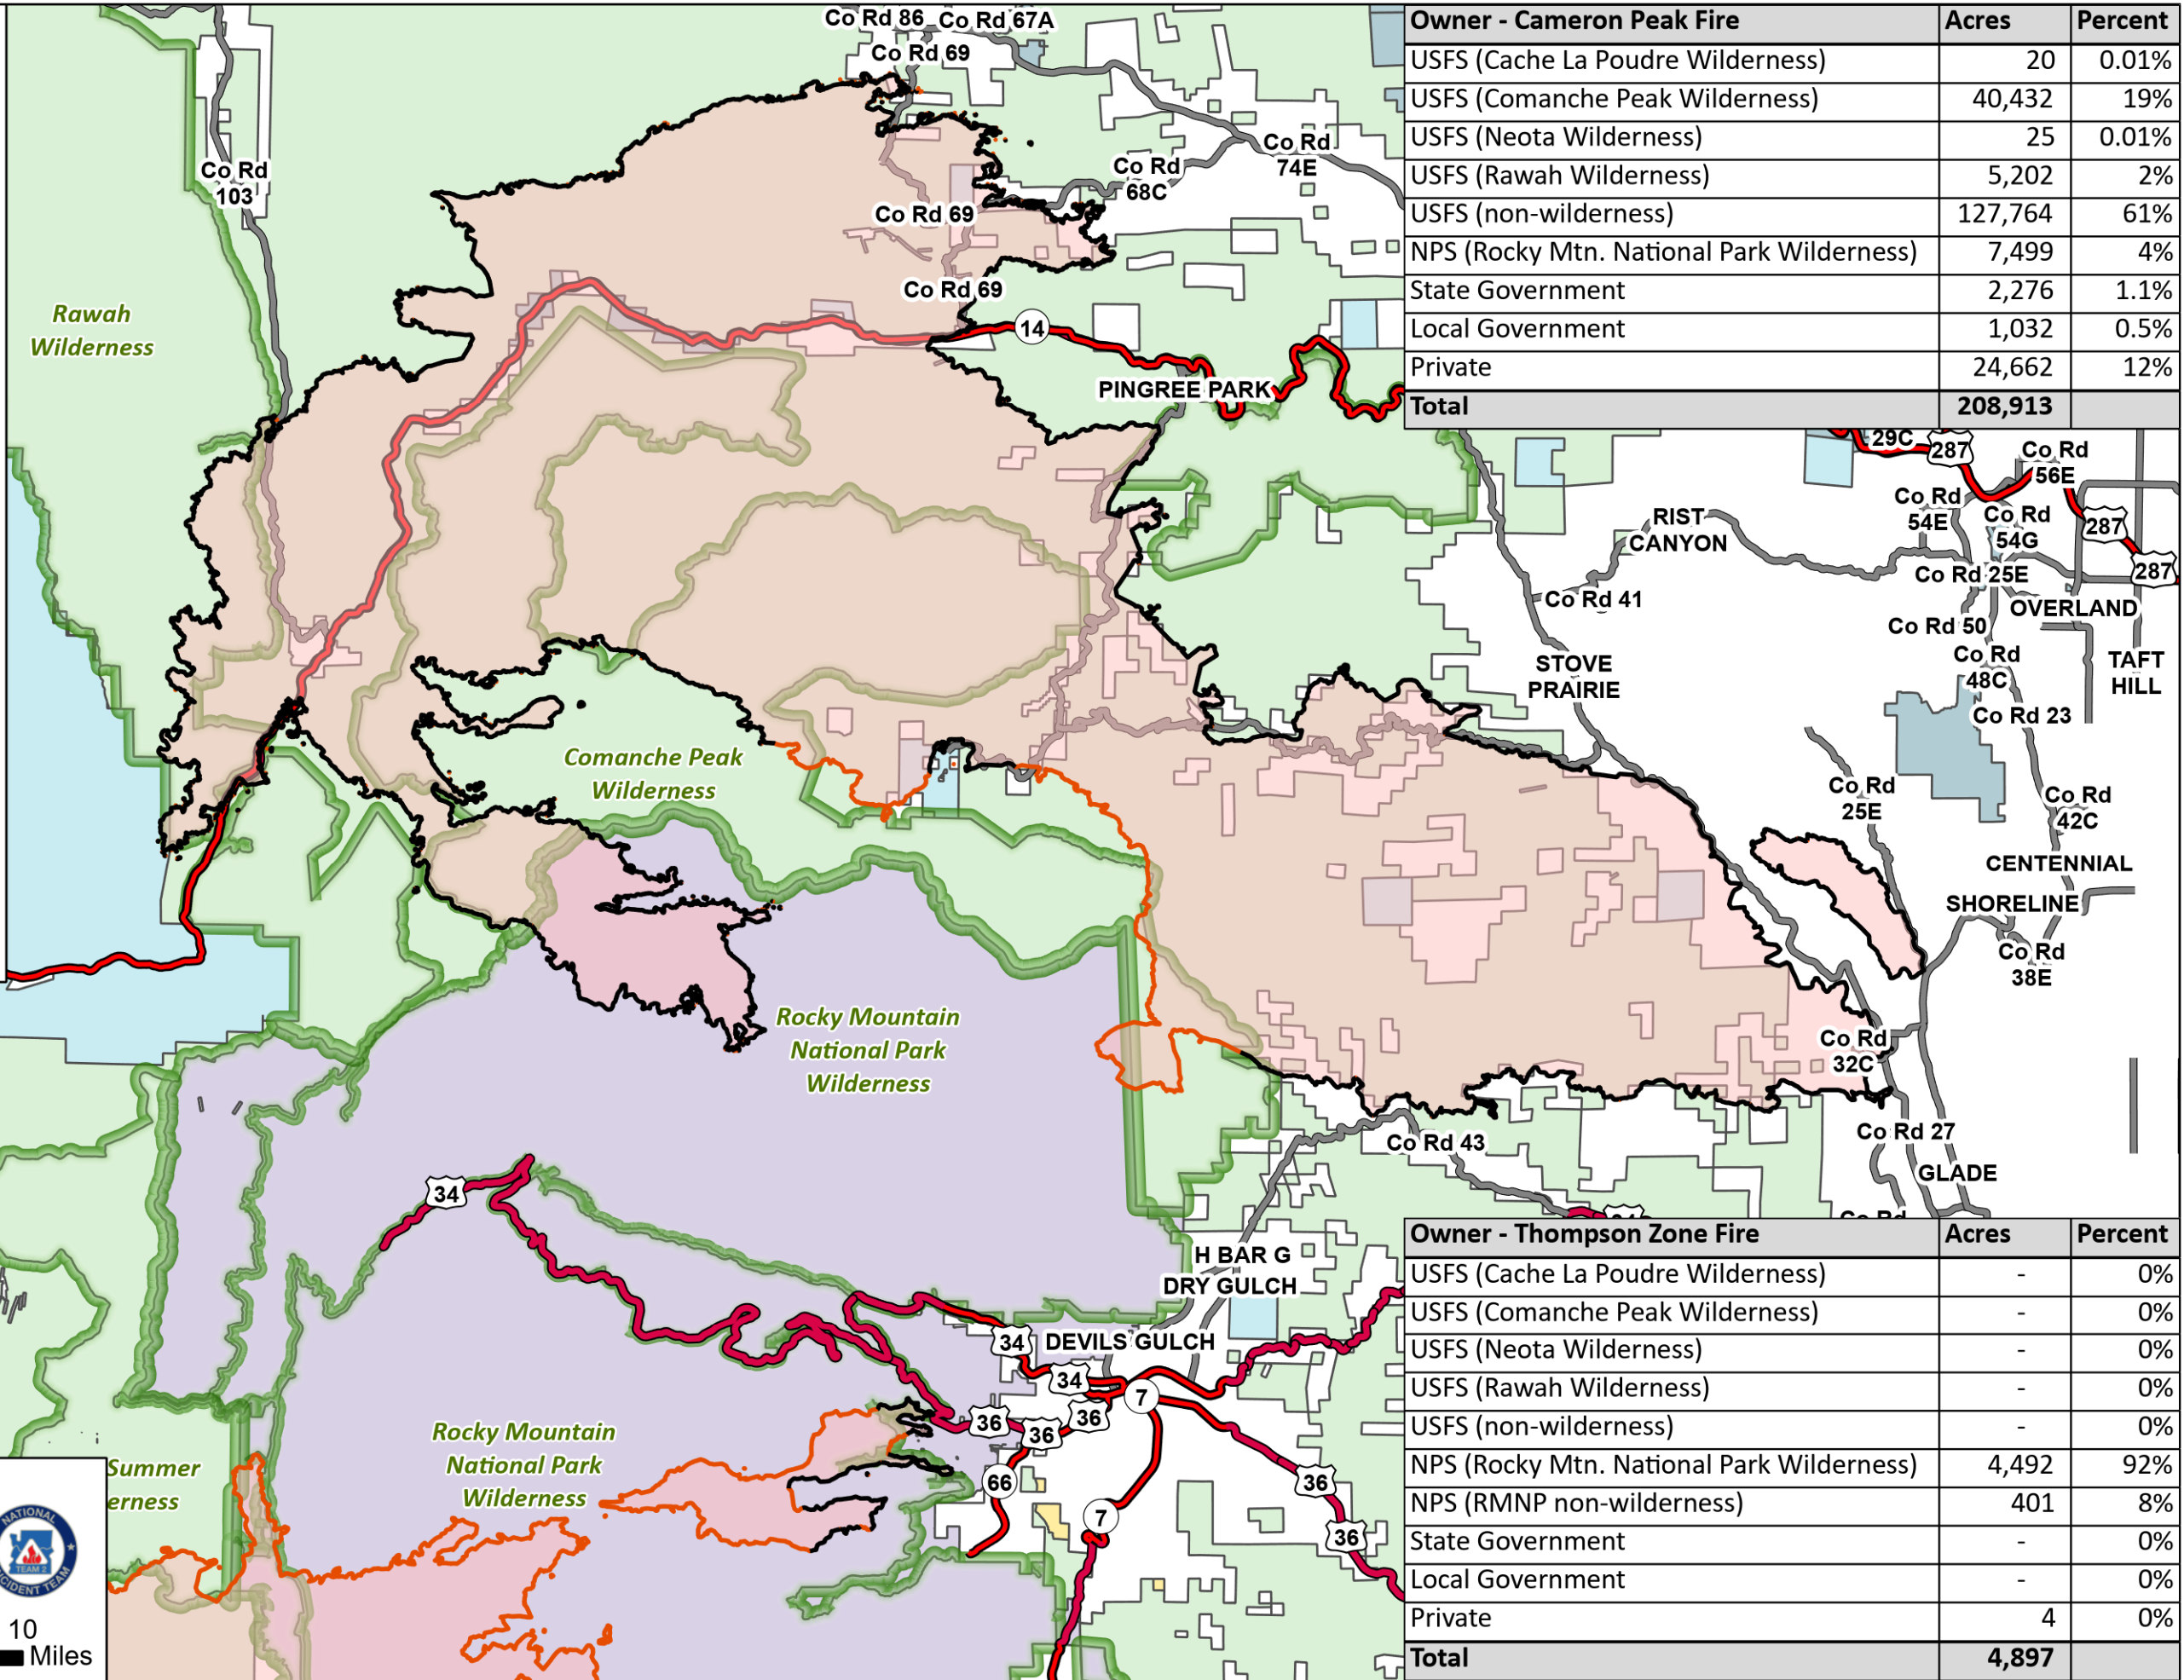 Co Rd 86 Co Rd 67A
Co Rd 69
Co Rd
103
Co Rd
74E
Co Rd
68C
Co Rd 69
Co Rd 69
14
Rawah
Wilderness
PINGREE PARK
Owner - Cameron Peak Fire Acres Percent
USFS (Cache La Poudre Wilderness) 20 0.01%
USFS (Comanche Peak Wilderness) 40,432 19%
USFS (Neota Wilderness) 25 0.01%
USFS (Rawah Wilderness) 5,202 2%
USFS (non-wilderness) 127,764 61%
NPS (Rocky Mtn. National Park Wilderness) 7,499 4%
State Government 2,276 1.1%
Local Government 1,032 0.5%
Private 24,662 12%
Total 208,913
29C
287
Co Rd
56E
Co Rd
54E
Co Rd
54G
287
287
RIST
CANYON
Co Rd 25E
Co Rd 41
OVERLAND
Co Rd 50
Co Rd
48C
TAFT
HILL
STOVE
PRAIRIE
Co Rd 23
Comanche Peak
Wilderness
Co Rd
25E
Co Rd
42C
CENTENNIAL
SHORELINE
Co Rd
38E
Rocky Mountain
National Park
Wilderness
Co Rd
32C
Co Rd 43
Co Rd 27
GLADE
34
H BAR G
DRY GULCH
34
DEVILS GULCH
34
7
36
36
36
66
36
7
36
Rocky Mountain
National Park
Wilderness
Summer
erness
Co Rd
Owner - Thompson Zone Fire Acres Percent
USFS (Cache La Poudre Wilderness) - 0%
USFS (Comanche Peak Wilderness) - 0%
USFS (Neota Wilderness) - 0%
USFS (Rawah Wilderness) - 0%
USFS (non-wilderness) - 0%
NPS (Rocky Mtn. National Park Wilderness) 4,492 92%
NPS (RMNP non-wilderness) 401 8%
State Government - 0%
Local Government - 0%
Private 4 0%
Total 4,897
NATIONAL
TEAM 2
CIDENT TEAM
10
Miles